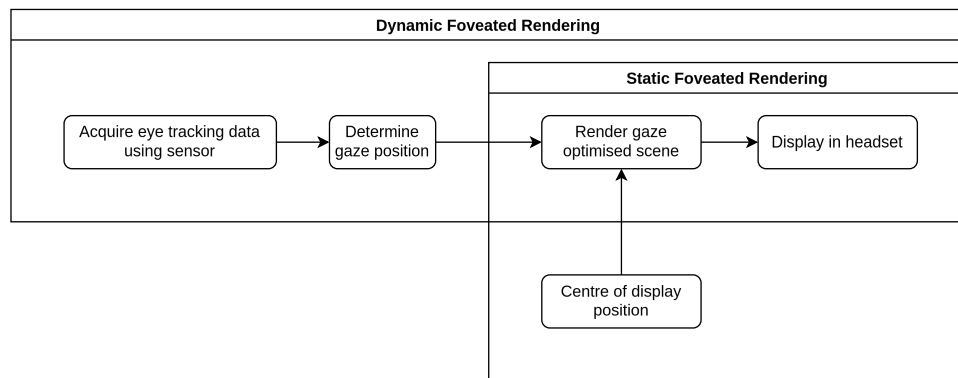 Dynamic Foveated Rendering
Static Foveated Rendering
Acquire eye tracking data
using sensor
Determine
gaze position
Render gaze
optimised scene
Display in headset
Centre of display
position